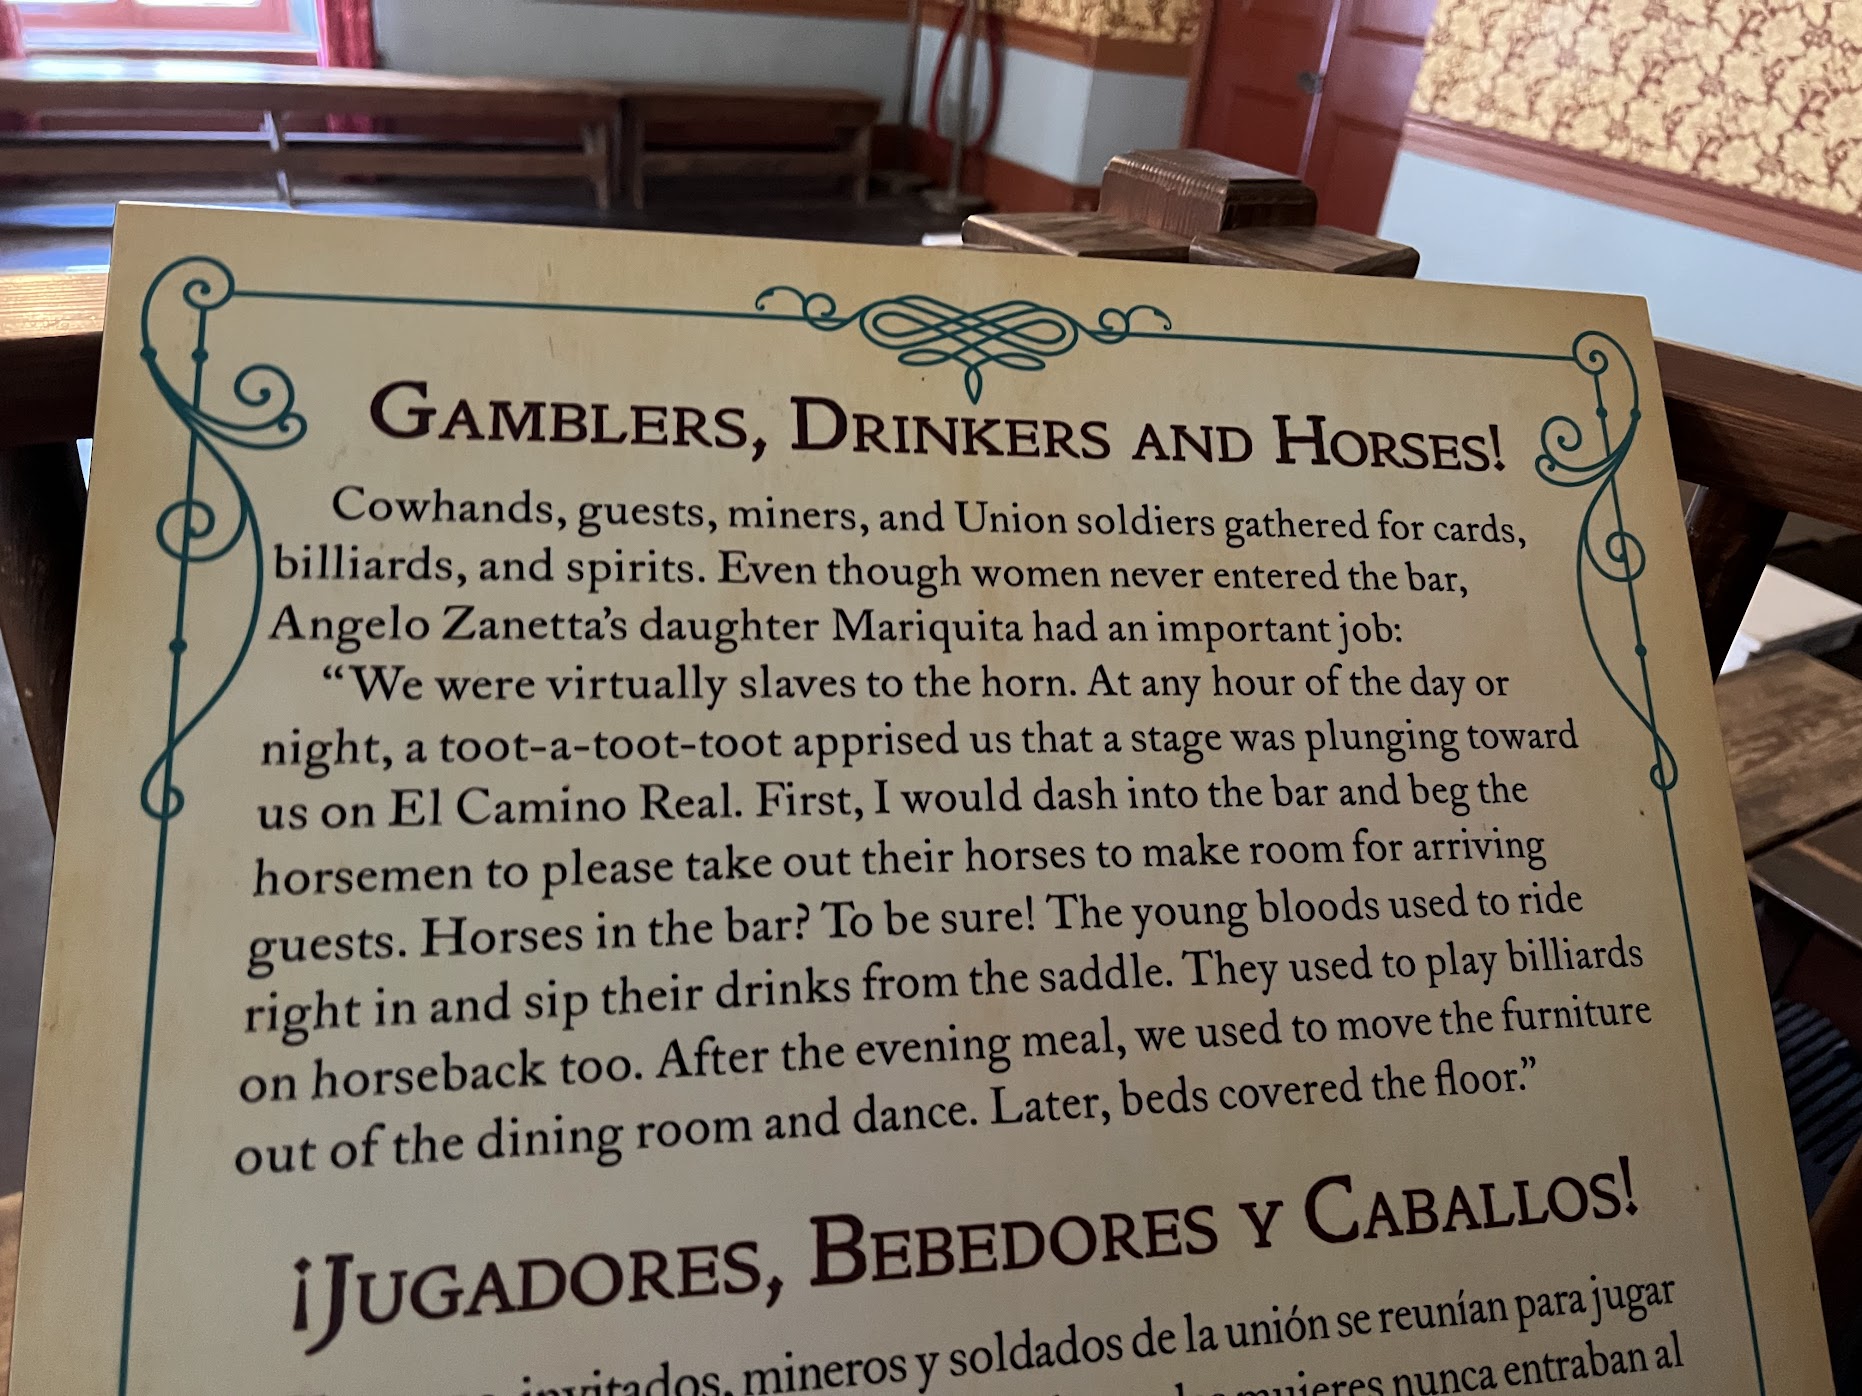 GAMBLERS, DRINKERS AND HORSES!
Cowhands, guests, miners, and Union soldiers gathered for cards,
billiards, and spirits. Even though women never entered the bar,
Angelo Zanetta's daughter Mariquita had an important job:
“We were virtually slaves to the horn. At any hour of the day or
night, a toot-a-toot-toot apprised us that a stage was plunging toward
us on El Camino Real. First, I would dash into the bar and beg the
horsemen to please take out their horses to make room for arriving
guests. Horses in the bar? To be sure! The young bloods used to ride
right in and sip their drinks from the saddle. They used to play billiards
on horseback too. After the evening meal, we used to move the furniture
out of the dining room and dance. Later, beds covered the floor.”
¡JUGADORES, BEBEDORES Y CABALLOS!
invitados, mineros y soldados de la unión se reunían para jugar
mujeres nunca entraban al